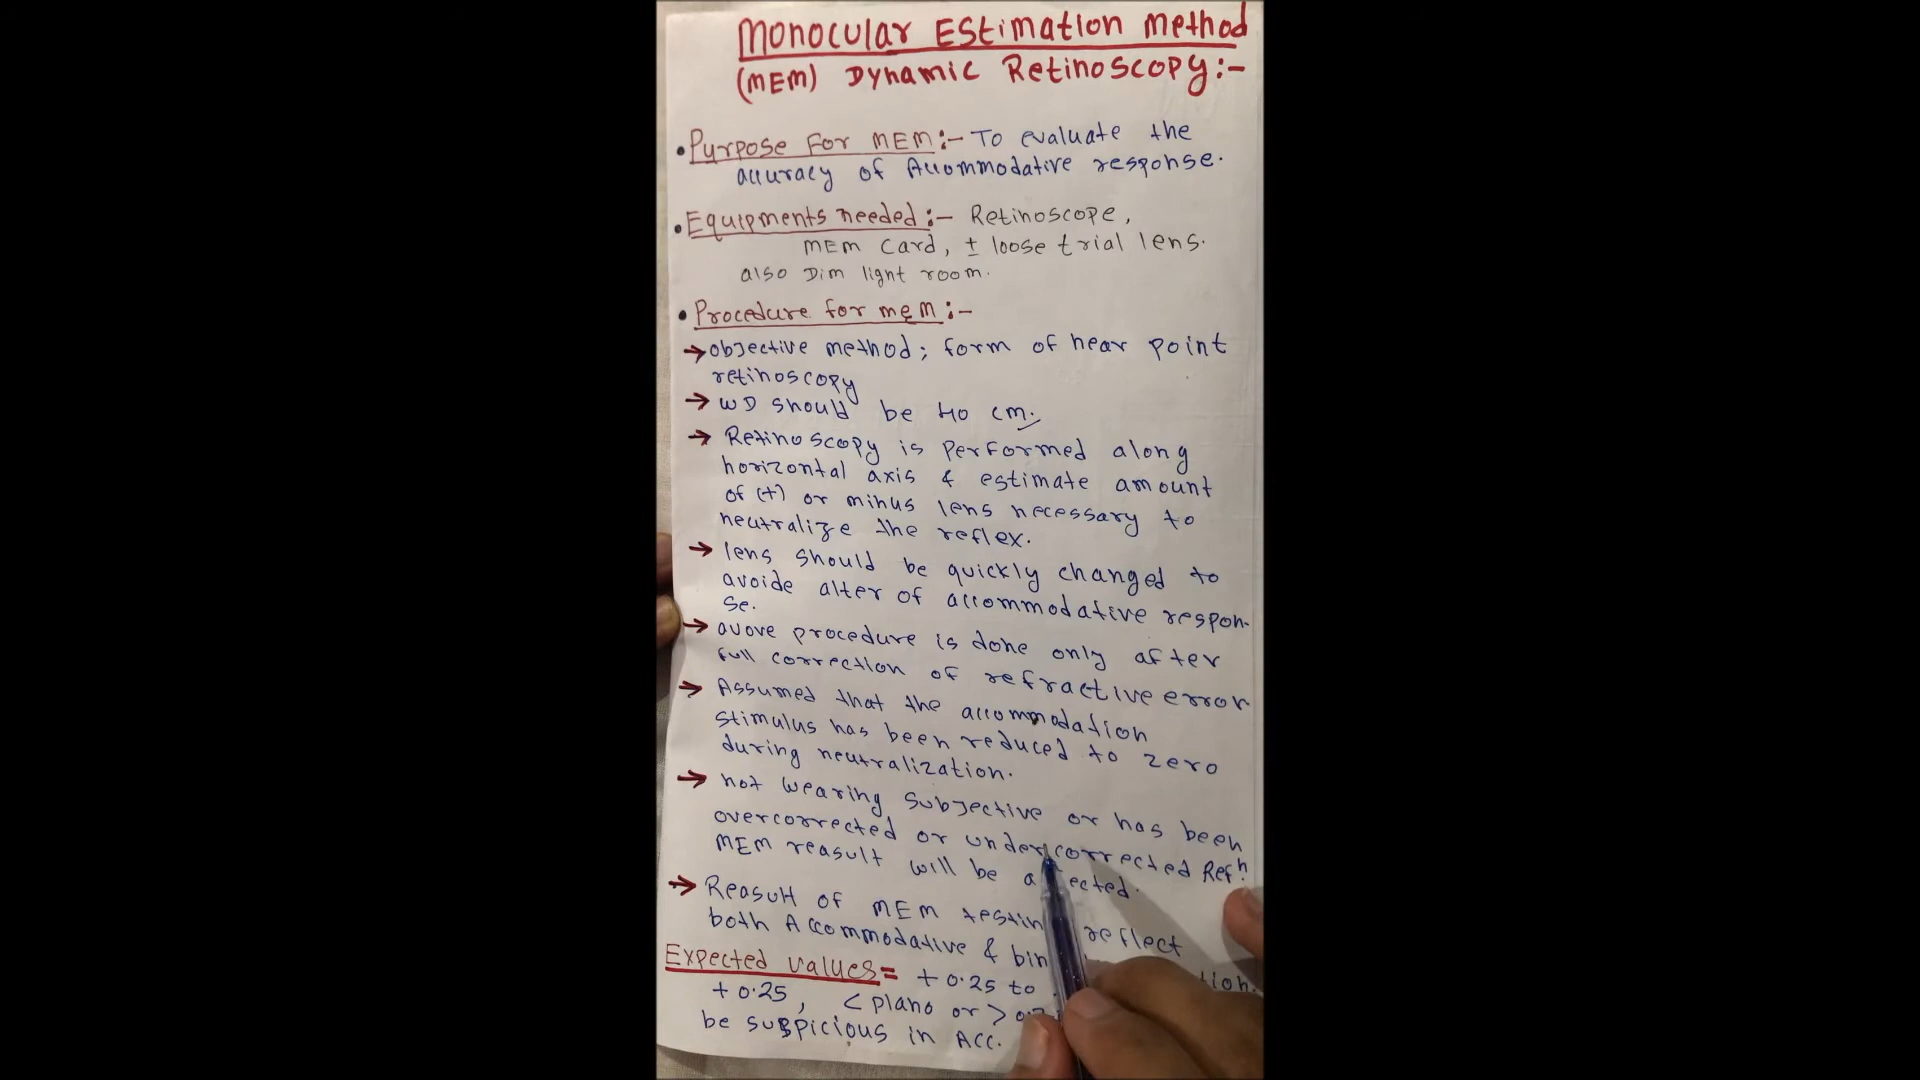 Monocular Estimation Method
(MEM) Dynamic Retinoscopy:-
• Purpose For MEM:- To evaluate the
accuracy of Accommodative response.
• Equipments needed:- Retinoscope,
MEM Card, ± loose trial lens.
also Dim light room.
• Procedure for mem:-
→ objective method; form of near point
retinoscopy
→ WD should be 40 cm.
→ Retinoscopy is performed along
horizontal axis & estimate amount
of (+) or minus lens necessary to
neutralize the reflex.
→ lens should be quickly changed to
avoide alter of accommodative respon-
se.
→ avove procedure is done only after
full correction of refractive error
→ Assumed that the accommodation
stimulus has been reduced to zero
during neutralization.
→ not wearing subjective or has been
overcorrected or undercorrected Refn.
MEM reasult will be a ected.
→ Reasult of MEM testin reflect
both Accommodative & bin tion.
Expected values = + 0.25 to
+ 0.25, < plano or > 
be suspicious in Acc.